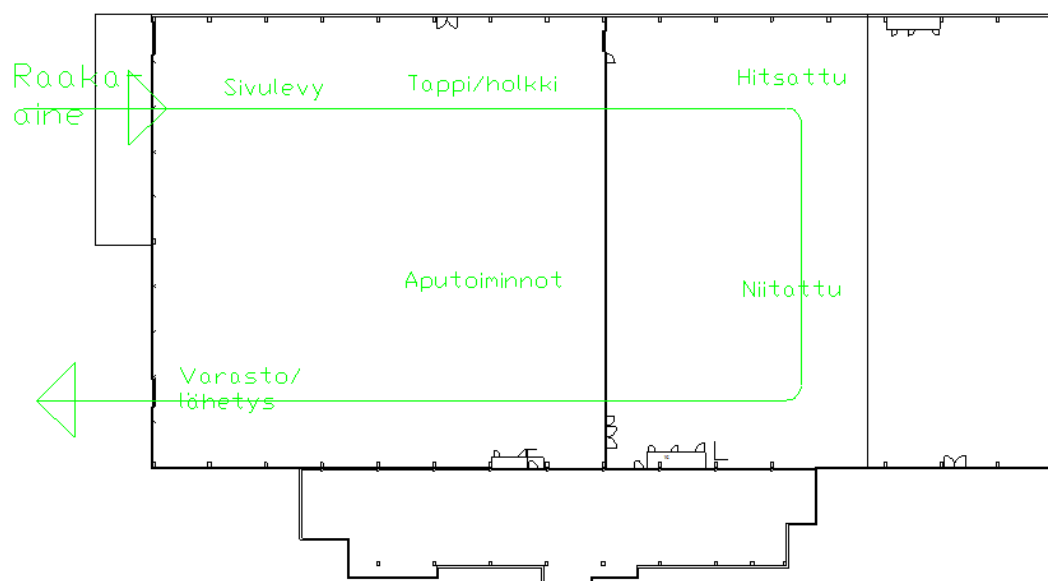 Raaka-
aine
Sivulevy
Tappi/holkki
Hitsattu
Aputoiminnot
Niitattu
Varasto/
lähetys